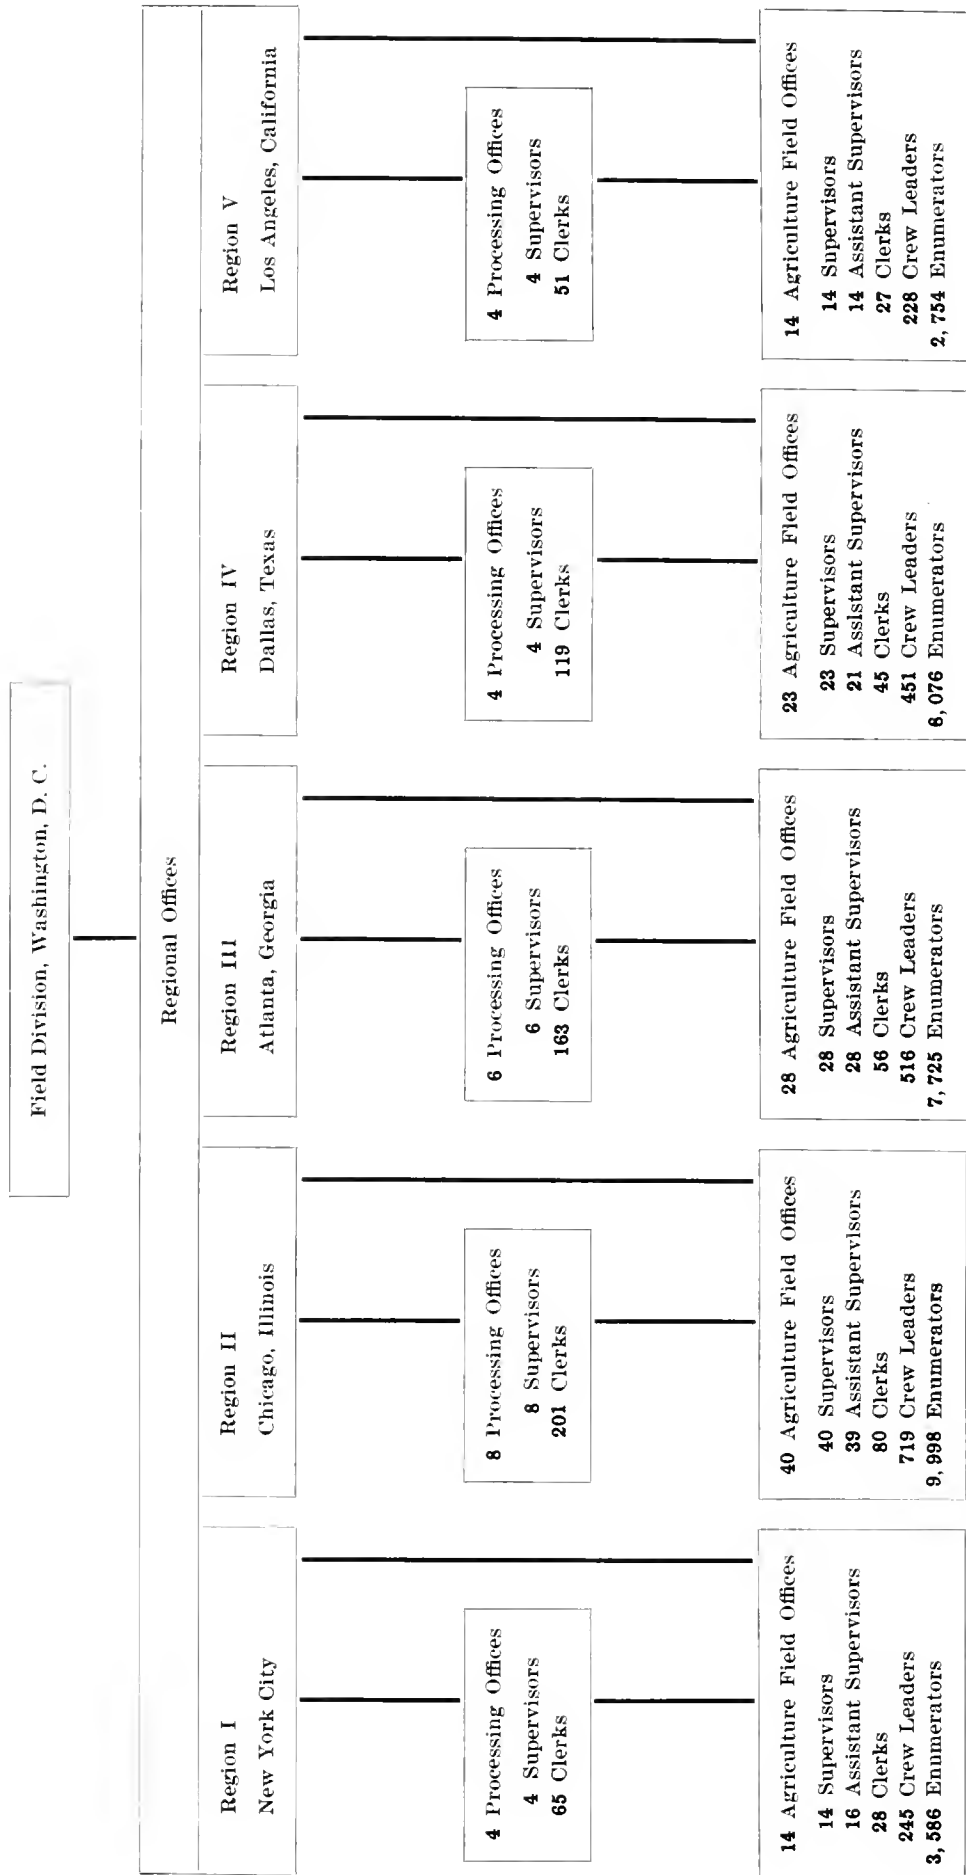 Field Division, Washington, D. C.
Regional Offices
Region I
New York City
4 Processing Offices
4 Supervisors
65 Clerks
14 Agriculture Field Offices
14 Supervisors
16 Assistant Supervisors
28 Clerks
245 Crew Leaders
3,586 Enumerators
Region II
Chicago, Illinois
8 Processing Offices
8 Supervisors
201 Clerks
40 Agriculture Field Offices
40 Supervisors
39 Assistant Supervisors
80 Clerks
719 Crew Leaders
9,998 Enumerators
Region III
Atlanta, Georgia
6 Processing Offices
6 Supervisors
163 Clerks
28 Agriculture Field Offices
28 Supervisors
28 Assistant Supervisors
56 Clerks
516 Crew Leaders
7,725 Enumerators
Region IV
Dallas, Texas
4 Processing Offices
4 Supervisors
119 Clerks
23 Agriculture Field Offices
23 Supervisors
21 Assistant Supervisors
45 Clerks
451 Crew Leaders
6,076 Enumerators
Region V
Los Angeles, California
4 Processing Offices
4 Supervisors
51 Clerks
14 Agriculture Field Offices
14 Supervisors
14 Assistant Supervisors
27 Clerks
228 Crew Leaders
2,754 Enumerators